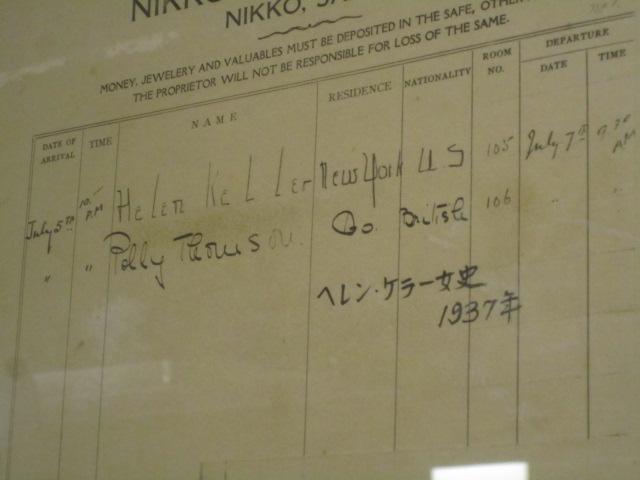 NIKKO
NIKKO, JA
MONEY, JEWELERY AND VALUABLES MUST BE DEPOSITED IN THE SAFE, OTHER
THE PROPRIETOR WILL NOT BE RESPONSIBLE FOR LOSS OF THE SAME.
DATE OF ARRIVAL TIME NAME RESIDENCE NATIONALITY ROOM NO. DEPARTURE DATE TIME
July 5TH P.M Helen Keller New York U.S 105 July 7th P.M
" " Polly Thomson. Do. British 106 " "
ヘレン・ケラー女史
1937年